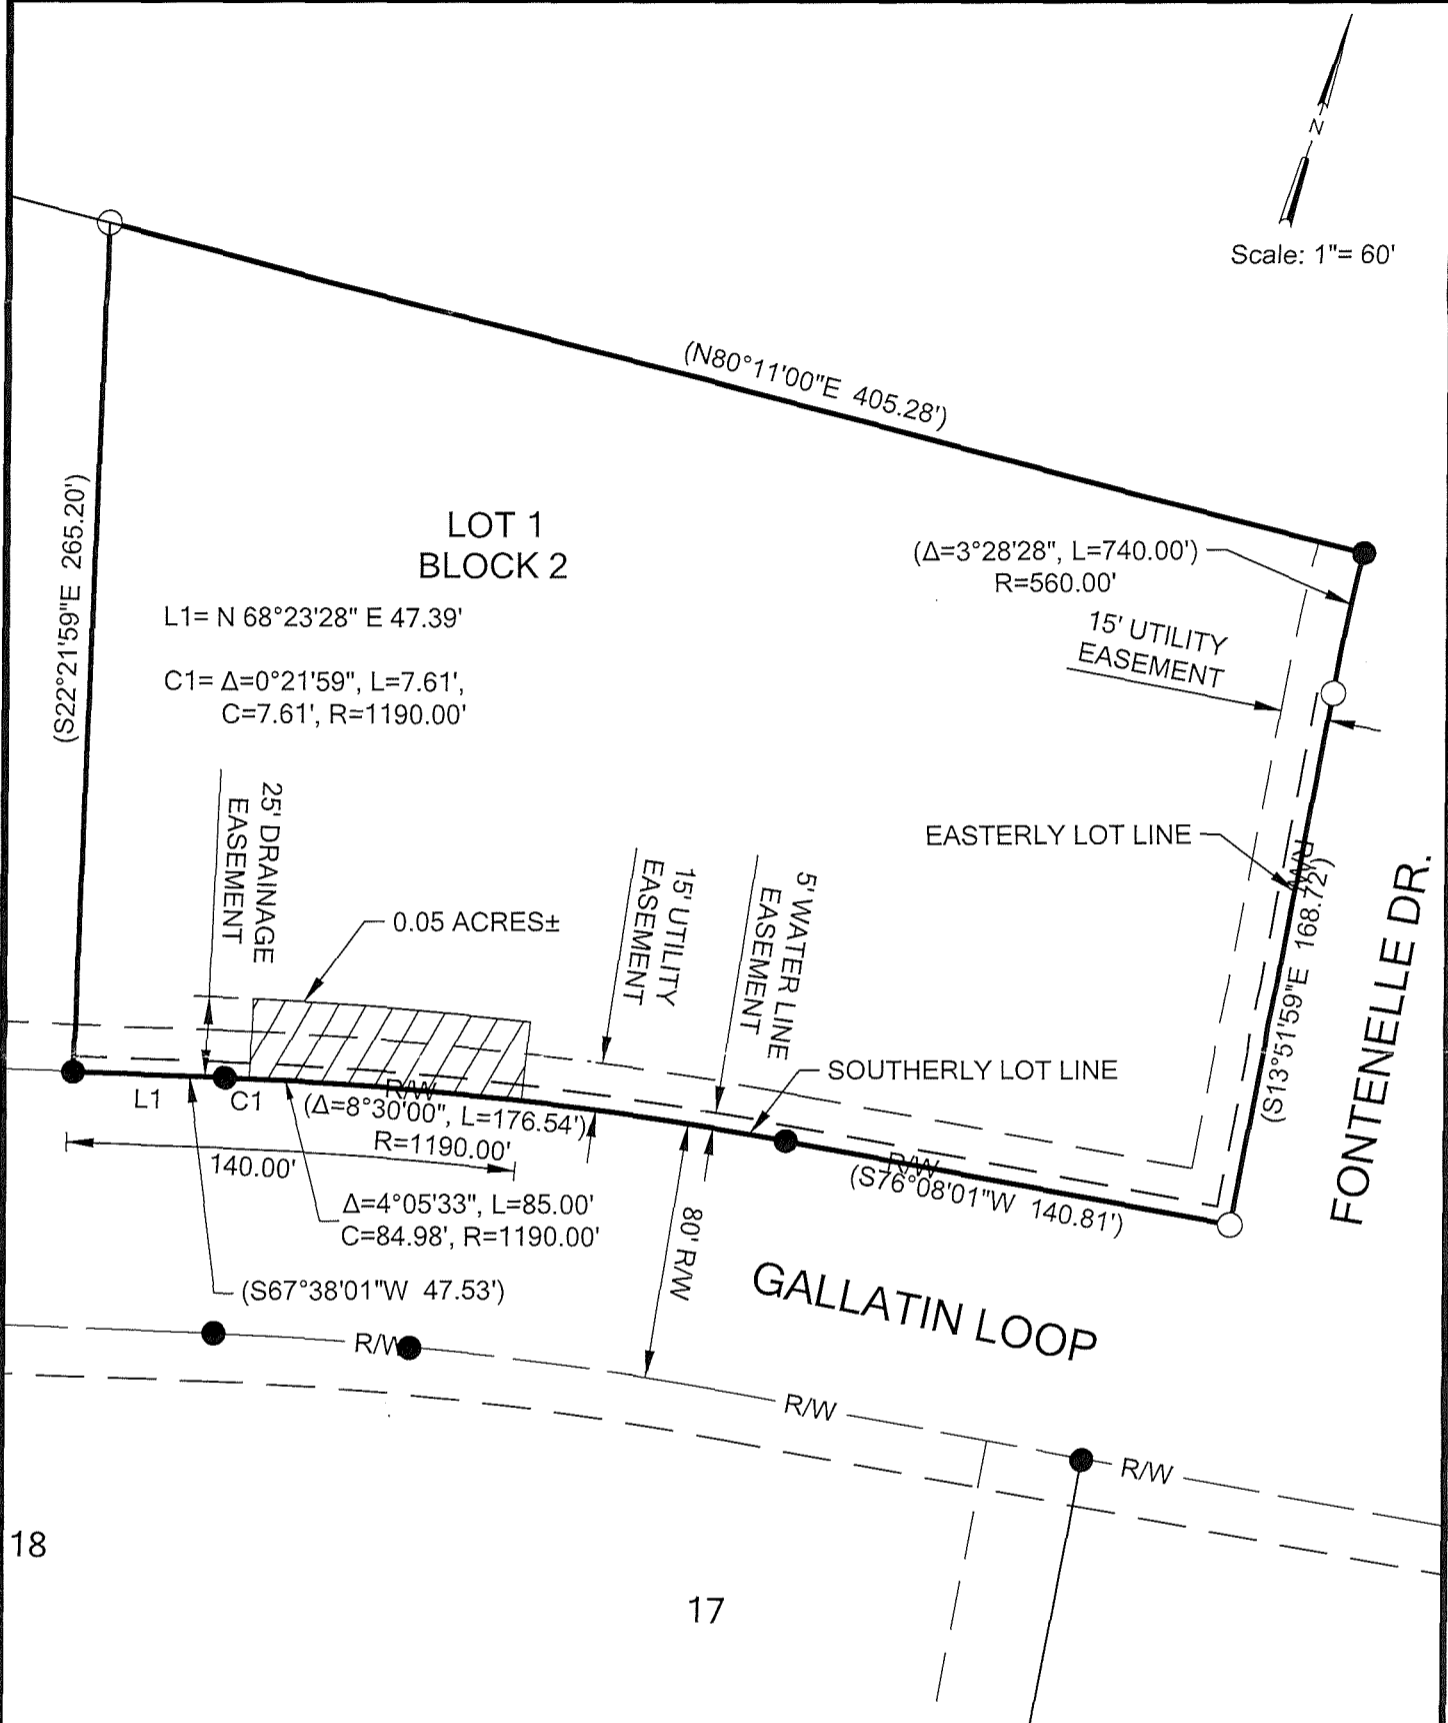 N
Scale: 1"= 60'
(N80°11'00"E 405.28')
(S22°21'59"E 265.20')
LOT 1
BLOCK 2
(Δ=3°28'28", L=740.00')
R=560.00'
L1= N 68°23'28" E 47.39'
15' UTILITY
EASEMENT
C1= Δ=0°21'59", L=7.61',
C=7.61', R=1190.00'
25' DRAINAGE
EASEMENT
EASTERLY LOT LINE
R/W
(S13°51'59"E 168.72')
FONTENELLE DR.
0.05 ACRES±
15' UTILITY
EASEMENT
5' WATER LINE
EASEMENT
SOUTHERLY LOT LINE
L1
C1
R/W
(Δ=8°30'00", L=176.54')
R=1190.00'
140.00'
R/W
(S76°08'01"W 140.81')
Δ=4°05'33", L=85.00'
C=84.98', R=1190.00'
80' R/W
(S67°38'01"W 47.53')
GALLATIN LOOP
R/W
R/W
R/W
18
17